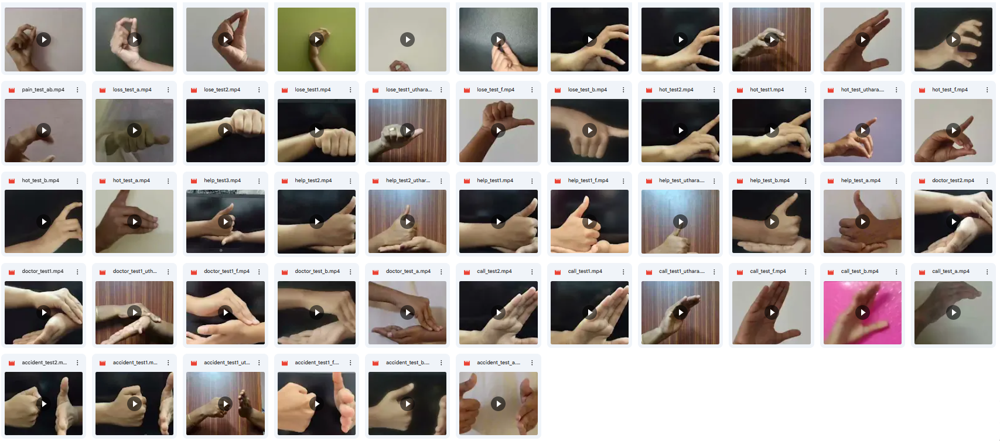 pain_test_ab.mp4
loss_test_a.mp4
lose_test2.mp4
lose_test1.mp4
lose_test1_uthara...
lose_test_f.mp4
lose_test_b.mp4
hot_test2.mp4
hot_test1.mp4
hot_test_uthara....
hot_test_f.mp4
hot_test_b.mp4
hot_test_a.mp4
help_test3.mp4
help_test2.mp4
help_test2_uthar...
help_test1.mp4
help_test1_f.mp4
help_test_uthara....
help_test_b.mp4
help_test_a.mp4
doctor_test2.mp4
doctor_test1.mp4
doctor_test1_uth...
doctor_test1_f.mp4
doctor_test_b.mp4
doctor_test_a.mp4
call_test2.mp4
call_test1.mp4
call_test1_uthara....
call_test_f.mp4
call_test_b.mp4
call_test_a.mp4
accident_test2.m...
accident_test1.m...
accident_test1_ut...
accident_test1_f....
accident_test_b....
accident_test_a....